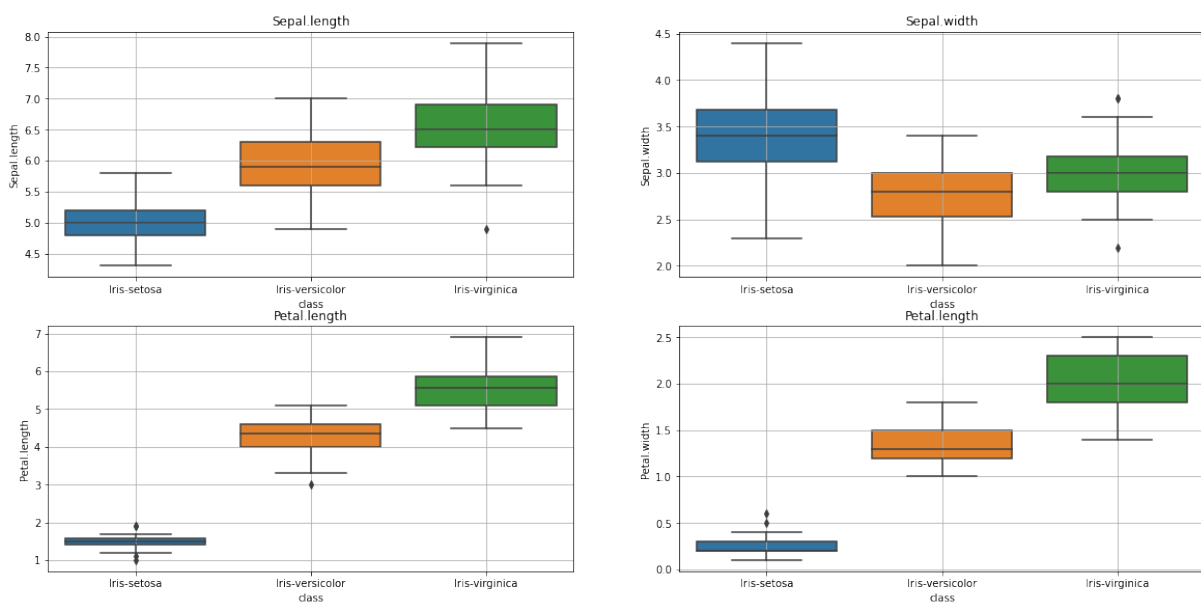 Sepal.length
Sepal.length
8.0
7.5
7.0
6.5
6.0
5.5
5.0
4.5
Iris-setosa Iris-versicolor Iris-virginica
class
Sepal.width
Sepal.width
4.5
4.0
3.5
3.0
2.5
2.0
Iris-setosa Iris-versicolor Iris-virginica
class
Petal.length
Petal.length
7
6
5
4
3
2
1
Iris-setosa Iris-versicolor Iris-virginica
class
Petal.length
Petal.width
2.5
2.0
1.5
1.0
0.5
0.0
Iris-setosa Iris-versicolor Iris-virginica
class